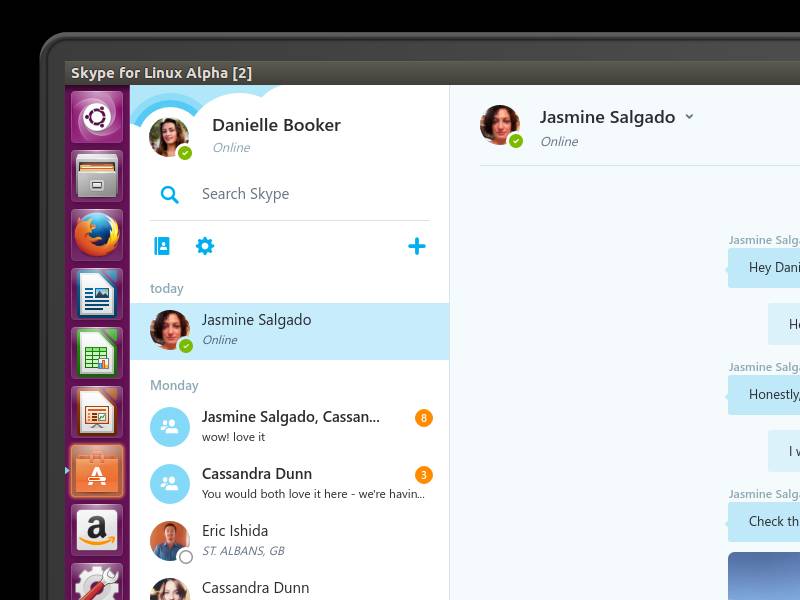 Skype for Linux Alpha [2]
Danielle Booker
Online
Search Skype
today
Jasmine Salgado
Online
Monday
Jasmine Salgado, Cassan...
8
wow! love it
Cassandra Dunn
3
You would both love it here - we're havin...
Eric Ishida
ST. ALBANS, GB
Cassandra Dunn
Jasmine Salgado
Online
Jasmine Salga
Hey Dani
He
Jasmine Salga
Honestly,
I w
Jasmine Salga
Check th